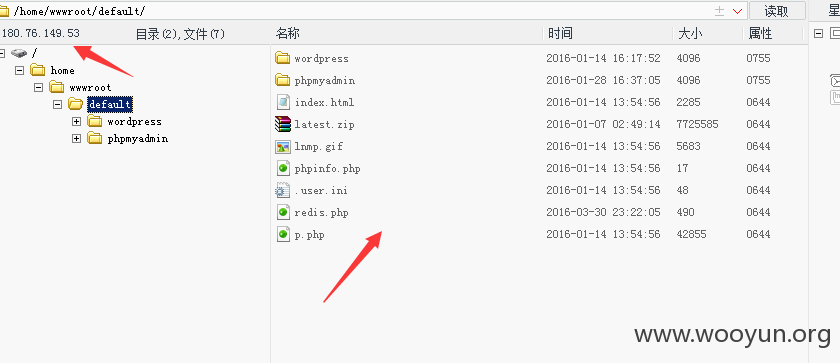 /home/wwwroot/default/ 读取
180.76.149.53 目录(2),文件(7) 名称 时间 大小 属性
/
home
wwwroot
default
wordpress
phpmyadmin
wordpress 2016-01-14 16:17:52 4096 0755
phpmyadmin 2016-01-28 16:37:05 4096 0755
index.html 2016-01-14 13:54:56 2285 0644
latest.zip 2016-01-07 02:49:14 7725585 0644
lnmp.gif 2016-01-14 13:54:56 5683 0644
phpinfo.php 2016-01-14 13:54:56 17 0644
.user.ini 2016-01-14 13:54:56 48 0644
redis.php 2016-03-30 23:22:05 490 0644
p.php 2016-01-14 13:54:56 42855 0644
www.wooyun.org